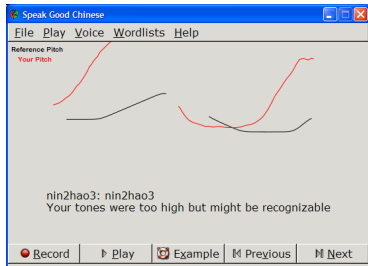 Speak Good Chinese
File Play Voice Wordlists Help
Reference Pitch
Your Pitch
nin2hao3: nin2hao3
Your tones were too high but might be recognizable
Record Play Example Previous Next